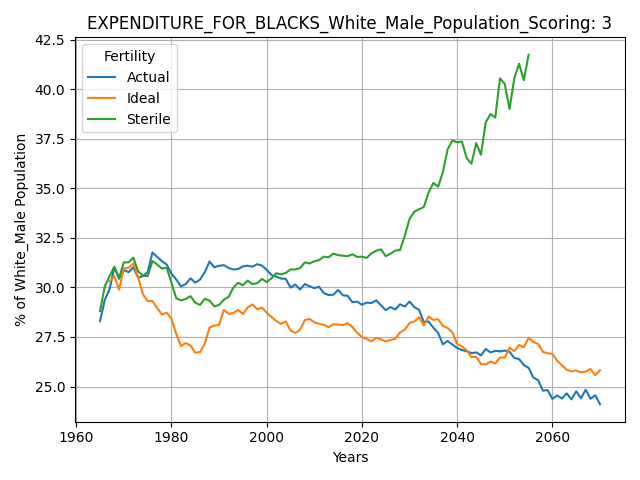 EXPENDITURE_FOR_BLACKS_White_Male_Population_Scoring: 3
Fertility
Actual
Ideal
Sterile
% of White_Male Population
42.5
40.0
37.5
35.0
32.5
30.0
27.5
25.0
1960
1980
2000
2020
2040
2060
Years